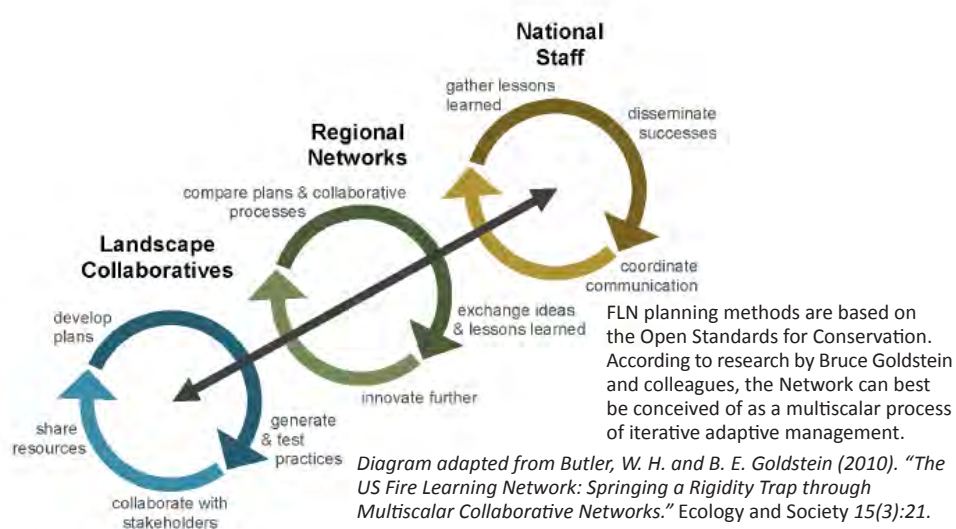 National
Staff
gather lessons
learned
disseminate
successes
coordinate
communication
Regional
Networks
compare plans & collaborative
processes
exchange ideas
& lessons learned
innovate further
Landscape
Collaboratives
develop
plans
generate
& test
practices
share
resources
collaborate with
stakeholders
FLN planning methods are based on
the Open Standards for Conservation.
According to research by Bruce Goldstein
and colleagues, the Network can best
be conceived of as a multiscalar process
of iterative adaptive management.
Diagram adapted from Butler, W. H. and B. E. Goldstein (2010). “The
US Fire Learning Network: Springing a Rigidity Trap through
Multiscalar Collaborative Networks.” Ecology and Society 15(3):21.